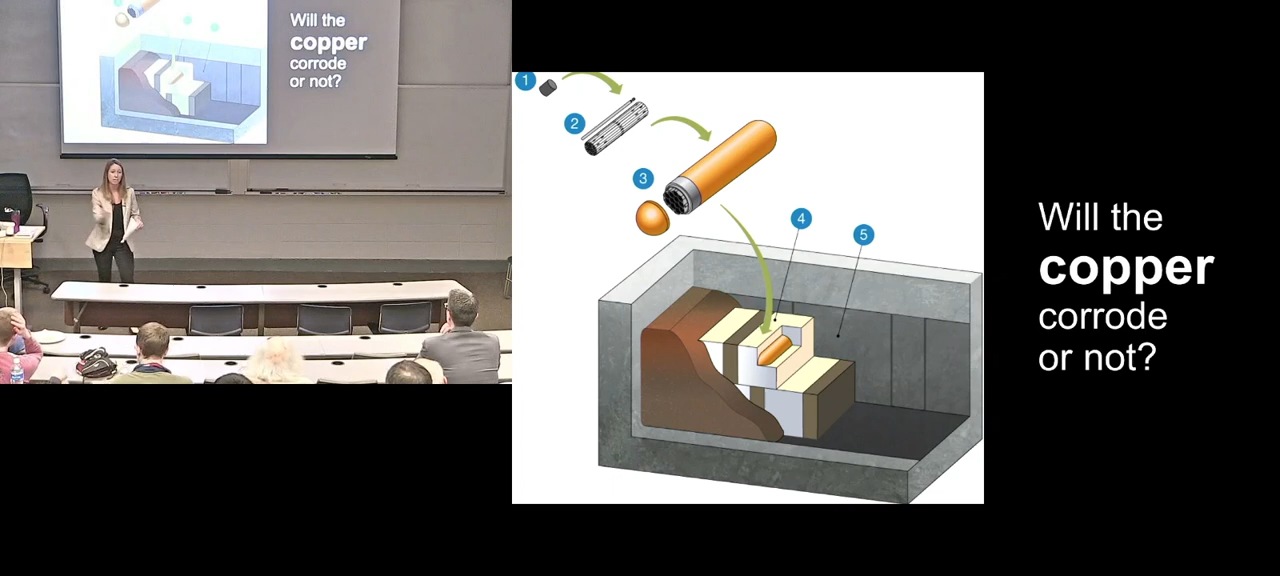 Will the
copper
corrode
or not?
1
2
3
4
5
Will the
copper
corrode
or not?